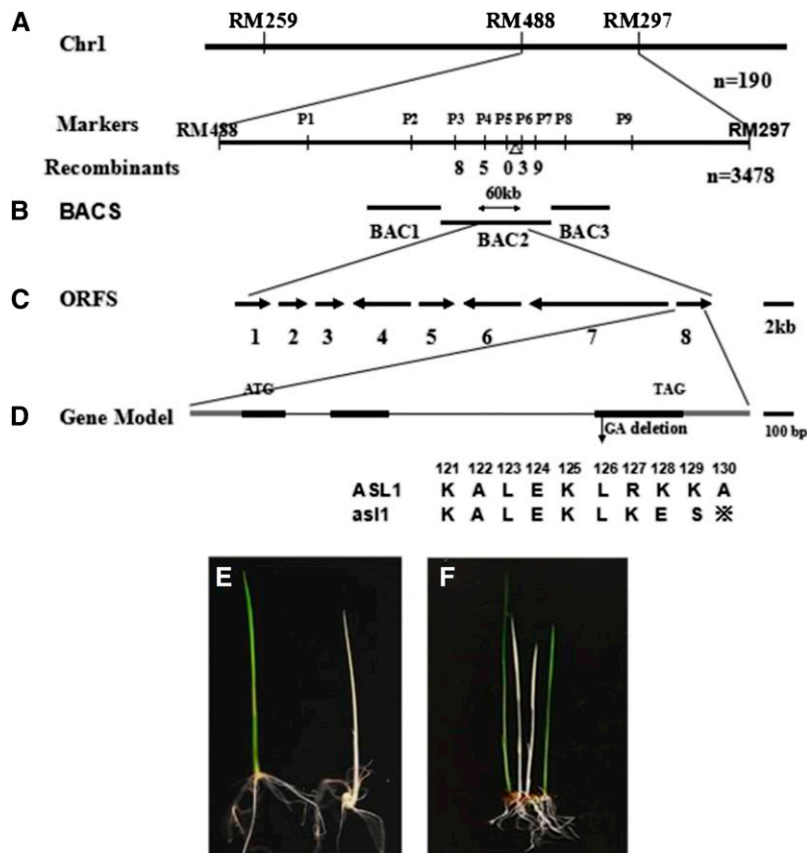 A
RM259 RM488 RM297
Chr1
n=190
Markers
RM488 P1 P2 P3 P4 P5 P6 P7 P8 P9 RM297
Recombinants 8 5 0 3 9 n=3478
B BACS 60kb
BAC1 BAC2 BAC3
C ORFS
1 2 3 4 5 6 7 8 2kb
ATG TAG
D Gene Model
GA deletion 100 bp
121 122 123 124 125 126 127 128 129 130
ASL1 K A L E K L R K K A
asl1 K A L E K L K E S ※
E F